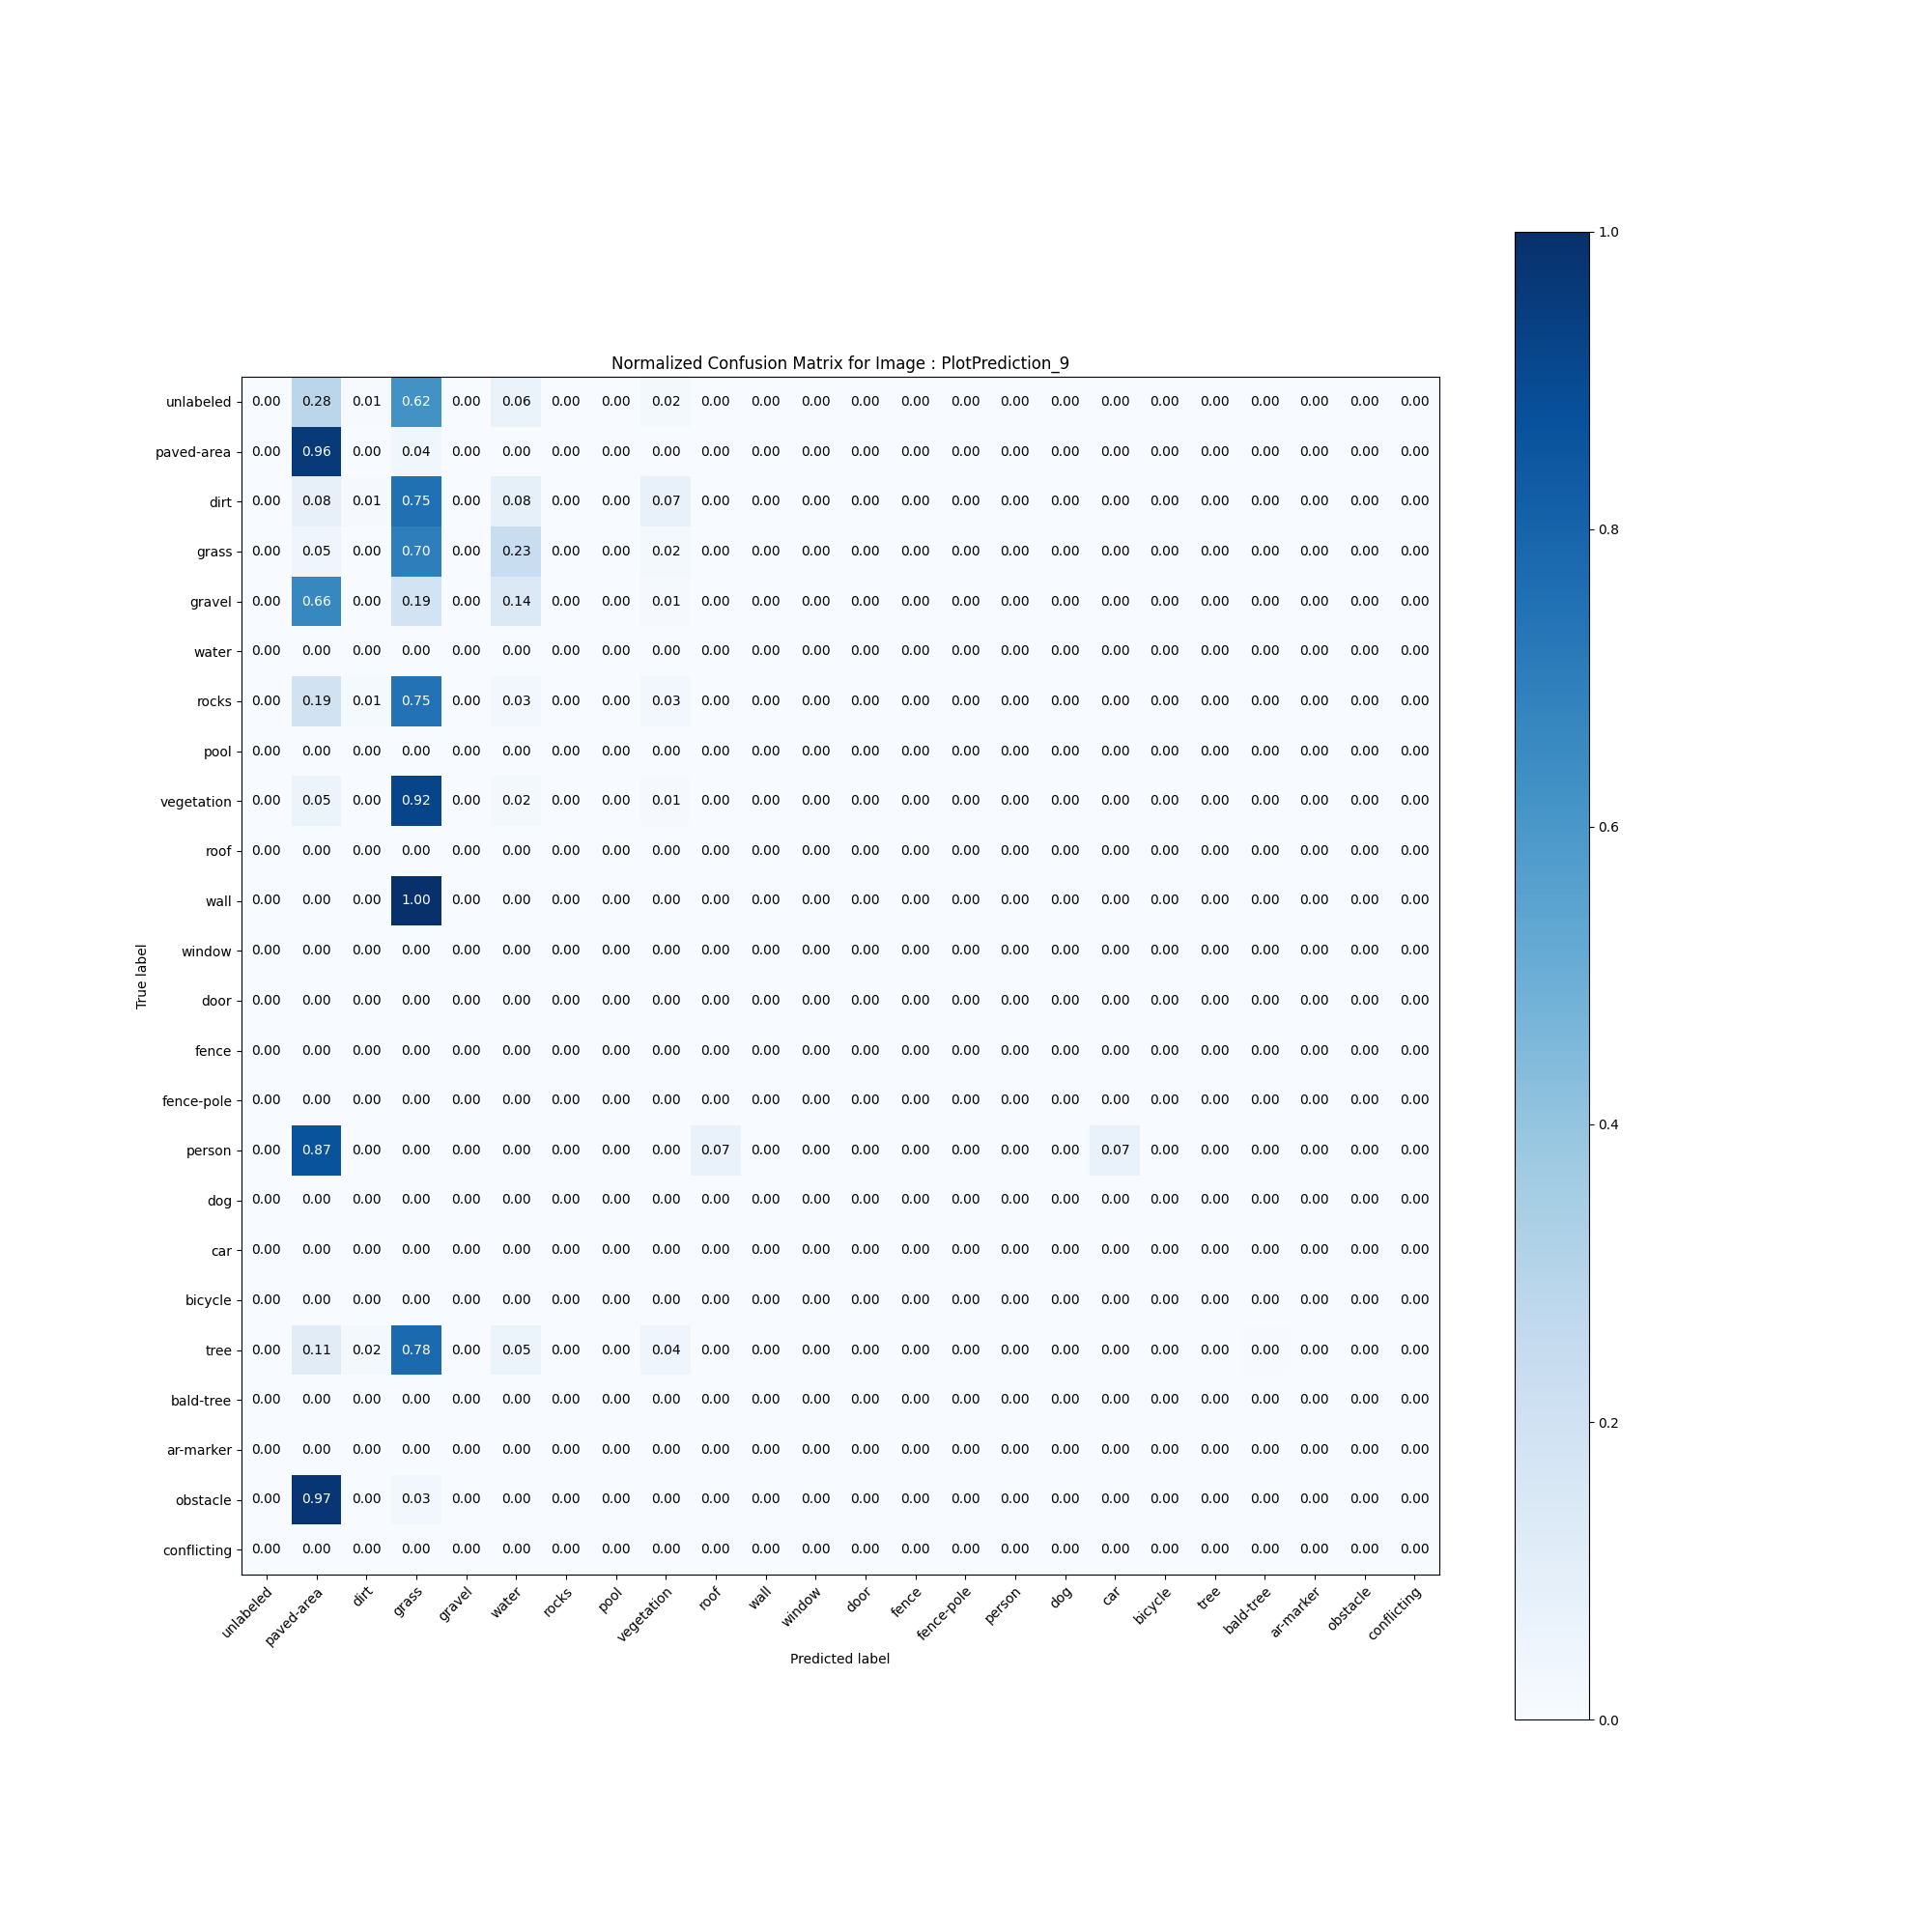 Normalized Confusion Matrix for Image : PlotPrediction_9
unlabeled 0.00 0.28 0.01 0.62 0.00 0.06 0.00 0.00 0.02 0.00 0.00 0.00 0.00 0.00 0.00 0.00 0.00 0.00 0.00 0.00 0.00 0.00 0.00 0.00
paved-area 0.00 0.96 0.00 0.04 0.00 0.00 0.00 0.00 0.00 0.00 0.00 0.00 0.00 0.00 0.00 0.00 0.00 0.00 0.00 0.00 0.00 0.00 0.00 0.00
dirt 0.00 0.08 0.01 0.75 0.00 0.08 0.00 0.00 0.07 0.00 0.00 0.00 0.00 0.00 0.00 0.00 0.00 0.00 0.00 0.00 0.00 0.00 0.00 0.00
grass 0.00 0.05 0.00 0.70 0.00 0.23 0.00 0.00 0.02 0.00 0.00 0.00 0.00 0.00 0.00 0.00 0.00 0.00 0.00 0.00 0.00 0.00 0.00 0.00
gravel 0.00 0.66 0.00 0.19 0.00 0.14 0.00 0.00 0.01 0.00 0.00 0.00 0.00 0.00 0.00 0.00 0.00 0.00 0.00 0.00 0.00 0.00 0.00 0.00
water 0.00 0.00 0.00 0.00 0.00 0.00 0.00 0.00 0.00 0.00 0.00 0.00 0.00 0.00 0.00 0.00 0.00 0.00 0.00 0.00 0.00 0.00 0.00 0.00
rocks 0.00 0.19 0.01 0.75 0.00 0.03 0.00 0.00 0.03 0.00 0.00 0.00 0.00 0.00 0.00 0.00 0.00 0.00 0.00 0.00 0.00 0.00 0.00 0.00
pool 0.00 0.00 0.00 0.00 0.00 0.00 0.00 0.00 0.00 0.00 0.00 0.00 0.00 0.00 0.00 0.00 0.00 0.00 0.00 0.00 0.00 0.00 0.00 0.00
vegetation 0.00 0.05 0.00 0.92 0.00 0.02 0.00 0.00 0.01 0.00 0.00 0.00 0.00 0.00 0.00 0.00 0.00 0.00 0.00 0.00 0.00 0.00 0.00 0.00
roof 0.00 0.00 0.00 0.00 0.00 0.00 0.00 0.00 0.00 0.00 0.00 0.00 0.00 0.00 0.00 0.00 0.00 0.00 0.00 0.00 0.00 0.00 0.00 0.00
wall 0.00 0.00 0.00 1.00 0.00 0.00 0.00 0.00 0.00 0.00 0.00 0.00 0.00 0.00 0.00 0.00 0.00 0.00 0.00 0.00 0.00 0.00 0.00 0.00
window 0.00 0.00 0.00 0.00 0.00 0.00 0.00 0.00 0.00 0.00 0.00 0.00 0.00 0.00 0.00 0.00 0.00 0.00 0.00 0.00 0.00 0.00 0.00 0.00
door 0.00 0.00 0.00 0.00 0.00 0.00 0.00 0.00 0.00 0.00 0.00 0.00 0.00 0.00 0.00 0.00 0.00 0.00 0.00 0.00 0.00 0.00 0.00 0.00
fence 0.00 0.00 0.00 0.00 0.00 0.00 0.00 0.00 0.00 0.00 0.00 0.00 0.00 0.00 0.00 0.00 0.00 0.00 0.00 0.00 0.00 0.00 0.00 0.00
fence-pole 0.00 0.00 0.00 0.00 0.00 0.00 0.00 0.00 0.00 0.00 0.00 0.00 0.00 0.00 0.00 0.00 0.00 0.00 0.00 0.00 0.00 0.00 0.00 0.00
person 0.00 0.87 0.00 0.00 0.00 0.00 0.00 0.00 0.00 0.07 0.00 0.00 0.00 0.00 0.00 0.00 0.00 0.07 0.00 0.00 0.00 0.00 0.00 0.00
dog 0.00 0.00 0.00 0.00 0.00 0.00 0.00 0.00 0.00 0.00 0.00 0.00 0.00 0.00 0.00 0.00 0.00 0.00 0.00 0.00 0.00 0.00 0.00 0.00
car 0.00 0.00 0.00 0.00 0.00 0.00 0.00 0.00 0.00 0.00 0.00 0.00 0.00 0.00 0.00 0.00 0.00 0.00 0.00 0.00 0.00 0.00 0.00 0.00
bicycle 0.00 0.00 0.00 0.00 0.00 0.00 0.00 0.00 0.00 0.00 0.00 0.00 0.00 0.00 0.00 0.00 0.00 0.00 0.00 0.00 0.00 0.00 0.00 0.00
tree 0.00 0.11 0.02 0.78 0.00 0.05 0.00 0.00 0.04 0.00 0.00 0.00 0.00 0.00 0.00 0.00 0.00 0.00 0.00 0.00 0.00 0.00 0.00 0.00
bald-tree 0.00 0.00 0.00 0.00 0.00 0.00 0.00 0.00 0.00 0.00 0.00 0.00 0.00 0.00 0.00 0.00 0.00 0.00 0.00 0.00 0.00 0.00 0.00 0.00
ar-marker 0.00 0.00 0.00 0.00 0.00 0.00 0.00 0.00 0.00 0.00 0.00 0.00 0.00 0.00 0.00 0.00 0.00 0.00 0.00 0.00 0.00 0.00 0.00 0.00
obstacle 0.00 0.97 0.00 0.03 0.00 0.00 0.00 0.00 0.00 0.00 0.00 0.00 0.00 0.00 0.00 0.00 0.00 0.00 0.00 0.00 0.00 0.00 0.00 0.00
conflicting 0.00 0.00 0.00 0.00 0.00 0.00 0.00 0.00 0.00 0.00 0.00 0.00 0.00 0.00 0.00 0.00 0.00 0.00 0.00 0.00 0.00 0.00 0.00 0.00
unlabeled paved-area dirt grass gravel water rocks pool vegetation roof wall window door fence fence-pole person dog car bicycle tree bald-tree ar-marker obstacle conflicting
Predicted label
True label
1.0
0.8
0.6
0.4
0.2
0.0